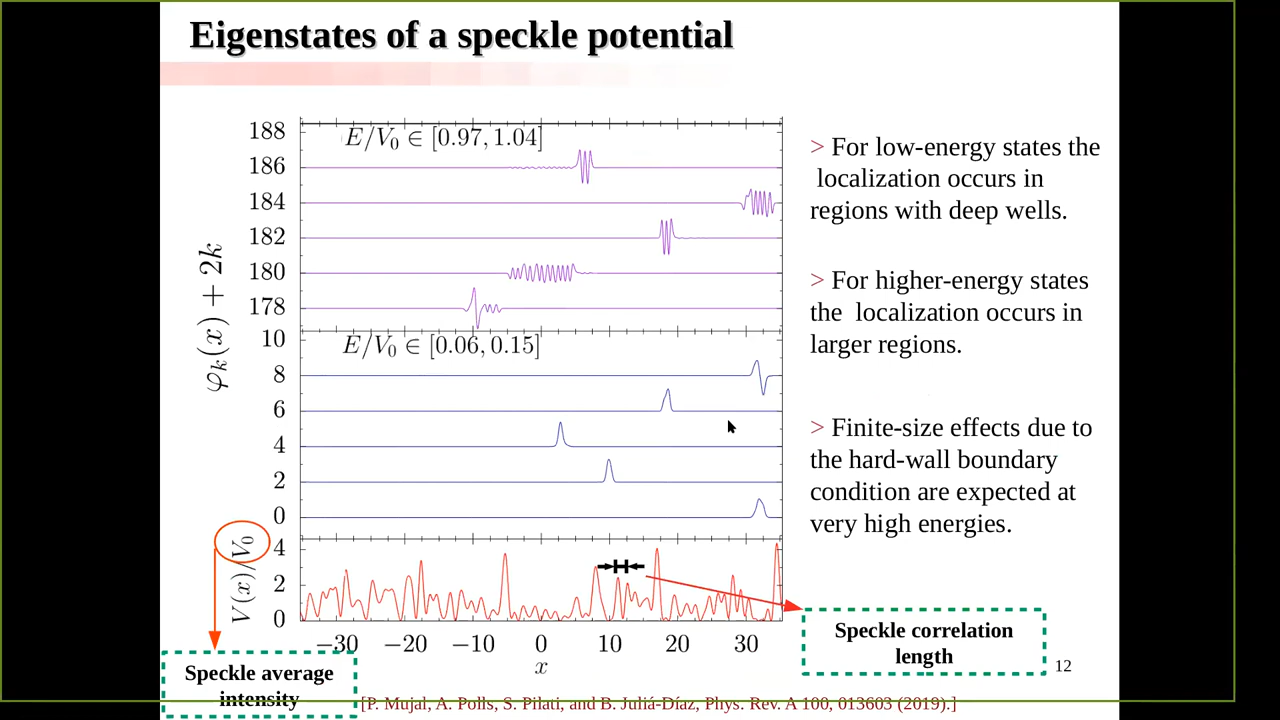 Eigenstates of a speckle potential
E/V₀ ∈ [0.97, 1.04]
188
186
184
182
180
178
φₖ(x) + 2k
E/V₀ ∈ [0.06, 0.15]
10
8
6
4
2
0
V(x)/V₀
4
2
0
−30 −20 −10 0 10 20 30
x
> For low-energy states the
localization occurs in
regions with deep wells.
> For higher-energy states
the localization occurs in
larger regions.
> Finite-size effects due to
the hard-wall boundary
condition are expected at
very high energies.
Speckle correlation
length
Speckle average
intensity
12
[P. Mujal, A. Polls, S. Pilati, and B. Juliá-Díaz, Phys. Rev. A 100, 013603 (2019).]